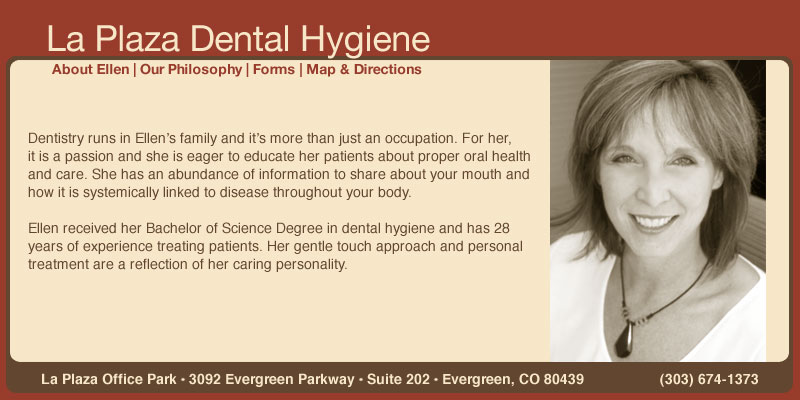 La Plaza Dental Hygiene
About Ellen | Our Philosophy | Forms | Map & Directions
Dentistry runs in Ellen's family and it's more than just an occupation. For her,
it is a passion and she is eager to educate her patients about proper oral health
and care. She has an abundance of information to share about your mouth and
how it is systemically linked to disease throughout your body.
Ellen received her Bachelor of Science Degree in dental hygiene and has 28
years of experience treating patients. Her gentle touch approach and personal
treatment are a reflection of her caring personality.
La Plaza Office Park • 3092 Evergreen Parkway • Suite 202 • Evergreen, CO 80439 (303) 674-1373